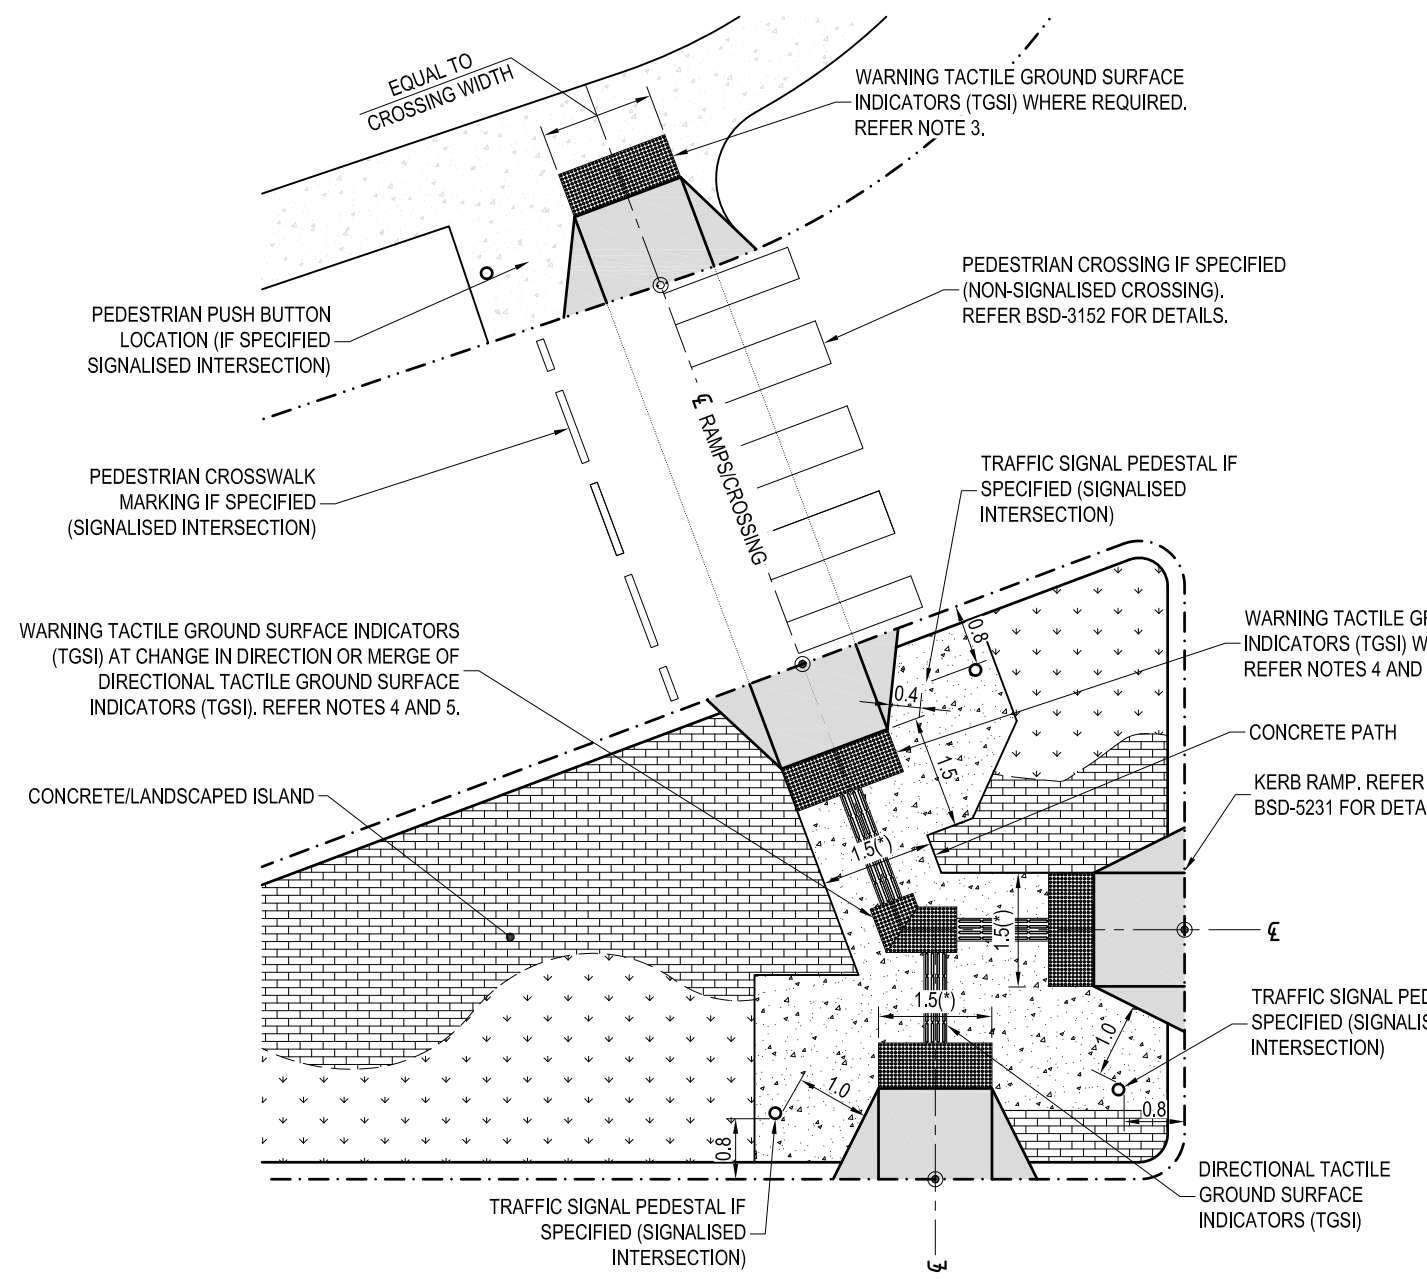 EQUAL TO
CROSSING WIDTH
WARNING TACTILE GROUND SURFACE
INDICATORS (TGSI) WHERE REQUIRED.
REFER NOTE 3.
PEDESTRIAN CROSSING IF SPECIFIED
(NON-SIGNALISED CROSSING).
REFER BSD-3152 FOR DETAILS.
PEDESTRIAN PUSH BUTTON
LOCATION (IF SPECIFIED
SIGNALISED INTERSECTION)
℄ RAMPS/CROSSING
PEDESTRIAN CROSSWALK
MARKING IF SPECIFIED
(SIGNALISED INTERSECTION)
TRAFFIC SIGNAL PEDESTAL IF
SPECIFIED (SIGNALISED
INTERSECTION)
WARNING TACTILE GROUND SURFACE INDICATORS
(TGSI) AT CHANGE IN DIRECTION OR MERGE OF
DIRECTIONAL TACTILE GROUND SURFACE
INDICATORS (TGSI). REFER NOTES 4 AND 5.
0.8
WARNING TACTILE GR
INDICATORS (TGSI) W
REFER NOTES 4 AND
0.4
1.5
CONCRETE PATH
CONCRETE/LANDSCAPED ISLAND
KERB RAMP. REFER
BSD-5231 FOR DETA
1.5(*)
1.5(*)
℄
1.5(*)
TRAFFIC SIGNAL PED
SPECIFIED (SIGNALIS
INTERSECTION)
1.0
1.0
0.8
0.8
DIRECTIONAL TACTILE
GROUND SURFACE
INDICATORS (TGSI)
TRAFFIC SIGNAL PEDESTAL IF
SPECIFIED (SIGNALISED
INTERSECTION)
℄